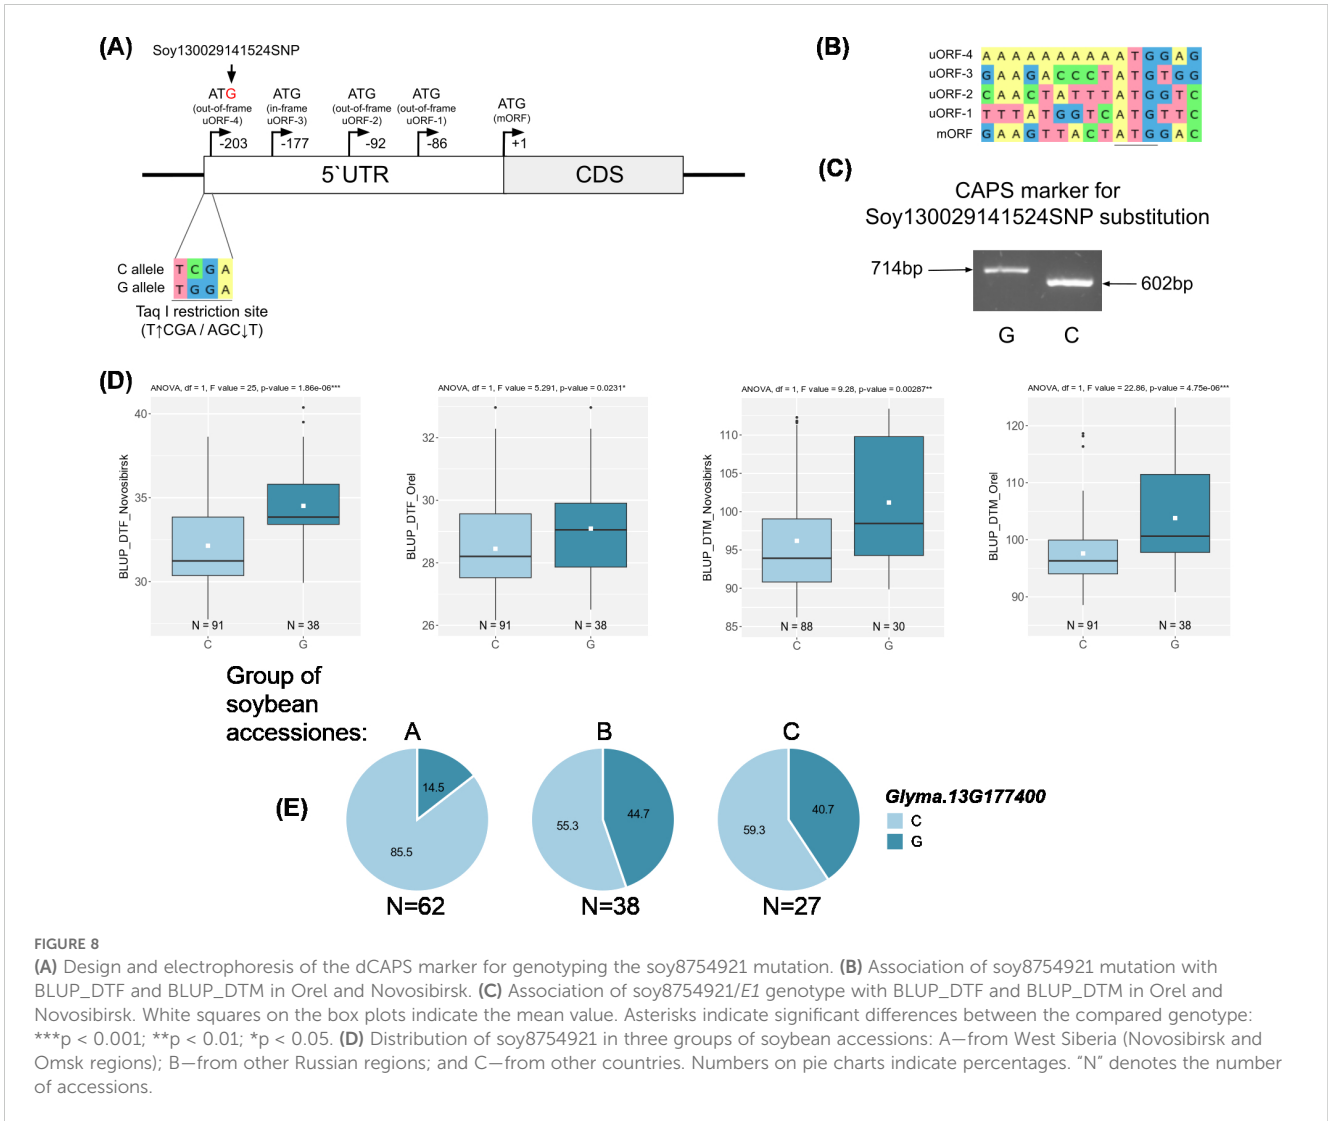 (A)
Soy130029141524SNP
ATG ATG ATG ATG ATG
(out-of-frame uORF-4) (in-frame uORF-3) (out-of-frame uORF-2) (out-of-frame uORF-1) (mORF)
-203 -177 -92 -86 +1
5`UTR CDS
C allele T C G A
G allele T G G A
Taq I restriction site
(T↑CGA / AGC↓T)
(B)
uORF-4 A A A A A A A A A A T G G A G
uORF-3 G A A G A C C C T A T G T G G
uORF-2 C A A C T A T T T A T G G T C
uORF-1 T T T A T G G T C A T G T T C
mORF G A A G T T A C T A T G G A C
(C)
CAPS marker for
Soy130029141524SNP substitution
714bp
602bp
G C
(D)
ANOVA, df = 1, F value = 25, p-value = 1.86e-06***
BLUP_DTF_Novosibirsk
40
35
30
N = 91 N = 38
C G
ANOVA, df = 1, F value = 5.291, p-value = 0.0231*
BLUP_DTF_Orel
32
30
28
26
N = 91 N = 38
C G
ANOVA, df = 1, F value = 9.28, p-value = 0.00287**
BLUP_DTM_Novosibirsk
110
105
100
95
90
85
N = 88 N = 30
C G
ANOVA, df = 1, F value = 22.86, p-value = 4.75e-06***
BLUP_DTM_Orel
120
110
100
90
N = 91 N = 38
C G
Group of
soybean
accessiones:
A B C
(E)
14.5
85.5
44.7
55.3
40.7
59.3
N=62 N=38 N=27
Glyma.13G177400
C
G
FIGURE 8
(A) Design and electrophoresis of the dCAPS marker for genotyping the soy8754921 mutation. (B) Association of soy8754921 mutation with
BLUP_DTF and BLUP_DTM in Orel and Novosibirsk. (C) Association of soy8754921/E1 genotype with BLUP_DTF and BLUP_DTM in Orel and
Novosibirsk. White squares on the box plots indicate the mean value. Asterisks indicate significant differences between the compared genotype:
***p < 0.001; **p < 0.01; *p < 0.05. (D) Distribution of soy8754921 in three groups of soybean accessions: A—from West Siberia (Novosibirsk and
Omsk regions); B—from other Russian regions; and C—from other countries. Numbers on pie charts indicate percentages. “N” denotes the number
of accessions.